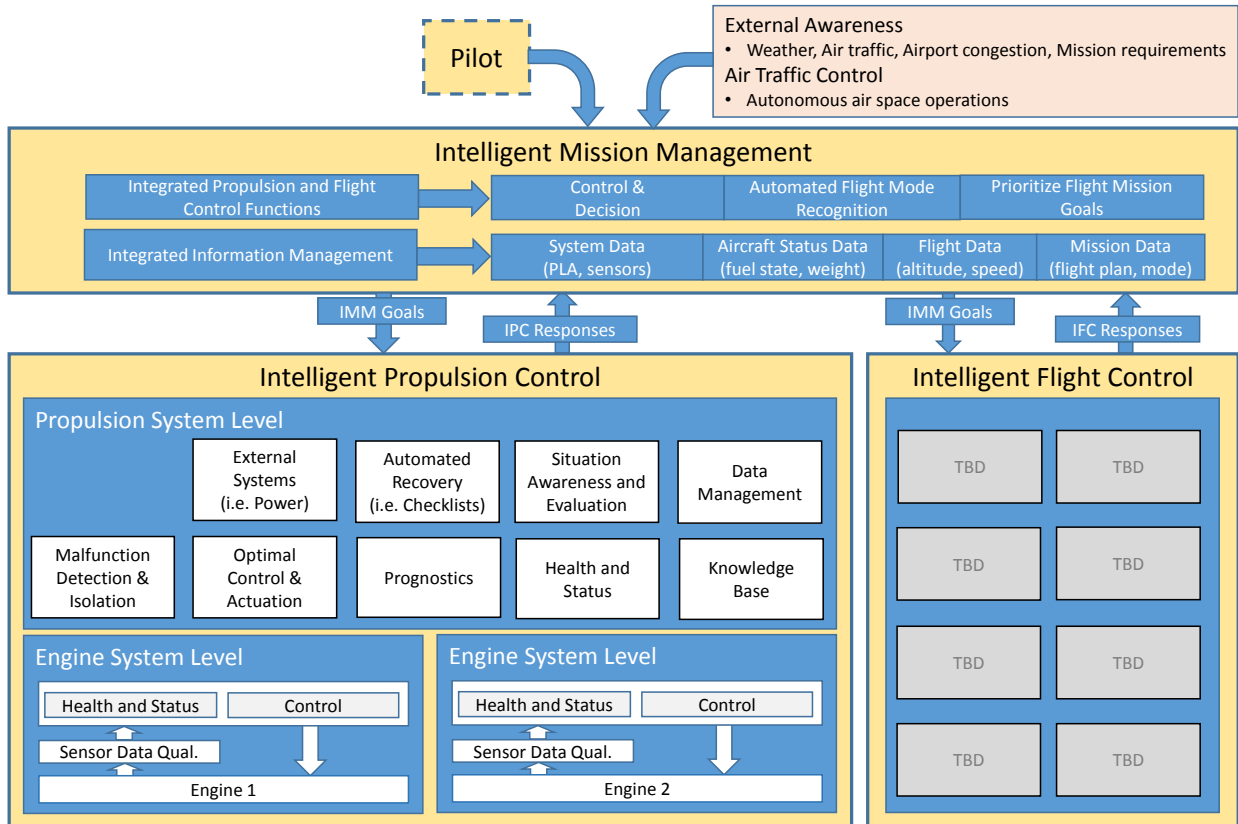 Pilot
External Awareness
• Weather, Air traffic, Airport congestion, Mission requirements
Air Traffic Control
• Autonomous air space operations
Intelligent Mission Management
Integrated Propulsion and Flight
Control Functions
Control &
Decision
Automated Flight Mode
Recognition
Prioritize Flight Mission
Goals
Integrated Information Management
System Data
(PLA, sensors)
Aircraft Status Data
(fuel state, weight)
Flight Data
(altitude, speed)
Mission Data
(flight plan, mode)
IMM Goals
IPC Responses
IMM Goals
IFC Responses
Intelligent Propulsion Control
Propulsion System Level
External
Systems
(i.e. Power)
Automated
Recovery
(i.e. Checklists)
Situation
Awareness and
Evaluation
Data
Management
Malfunction
Detection &
Isolation
Optimal
Control &
Actuation
Prognostics
Health and
Status
Knowledge
Base
Engine System Level
Health and Status
Control
Sensor Data Qual.
Engine 1
Engine System Level
Health and Status
Control
Sensor Data Qual.
Engine 2
Intelligent Flight Control
TBD
TBD
TBD
TBD
TBD
TBD
TBD
TBD